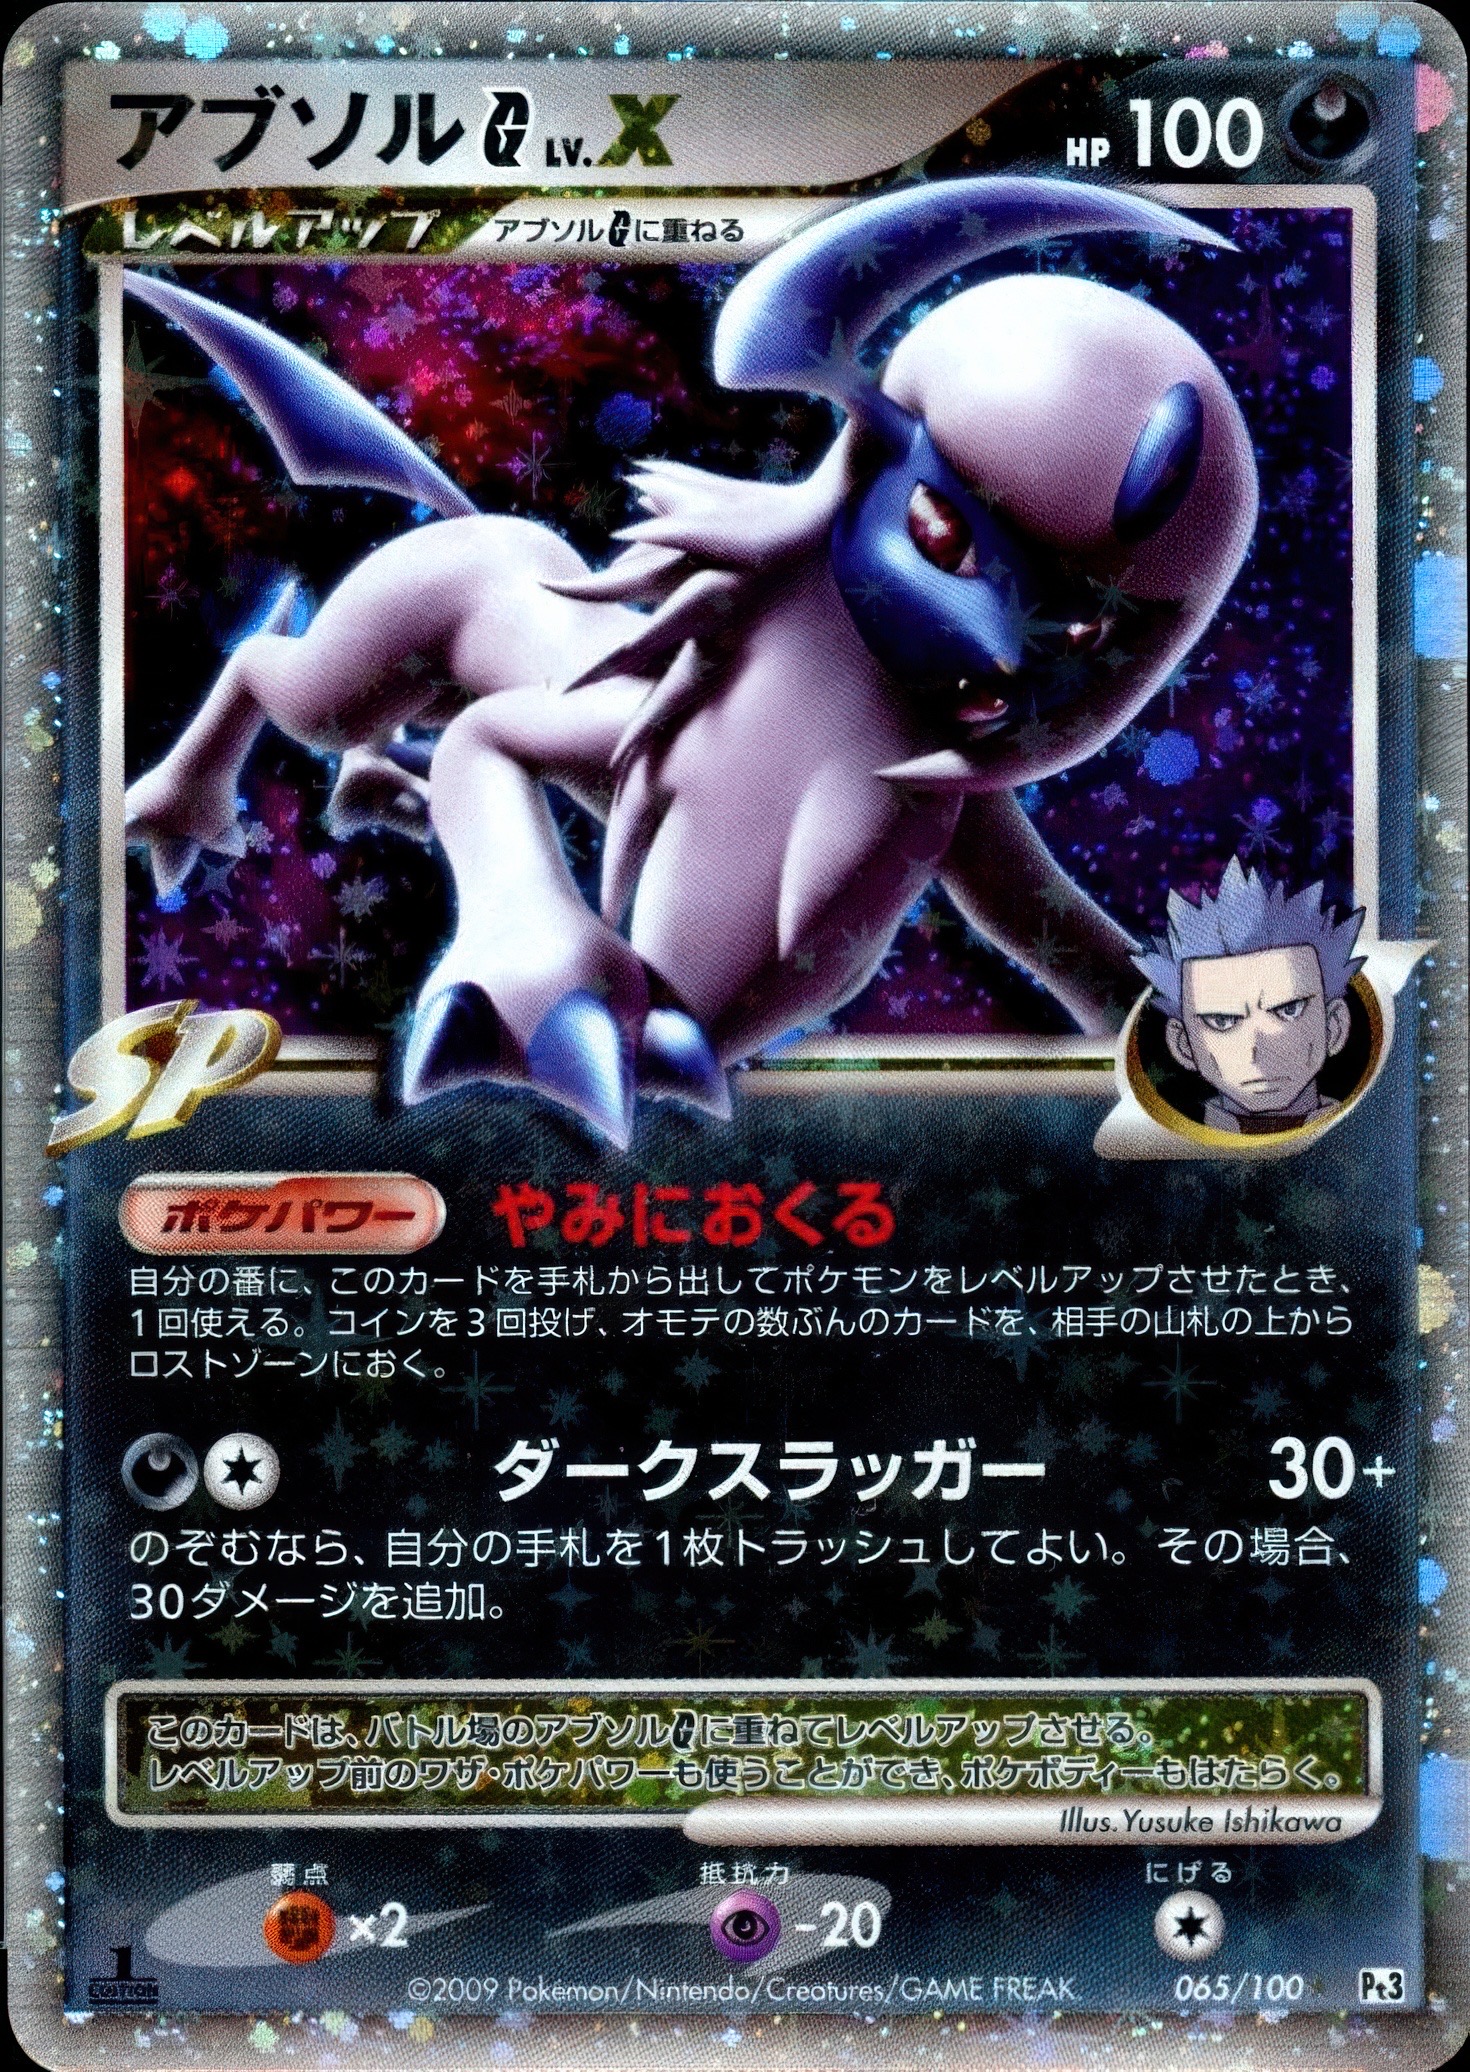 アブソルG LV.X HP 100
レベルアップ アブソルGに重ねる
SP
ポケパワー やみにおくる
自分の番に、このカードを手札から出してポケモンをレベルアップさせたとき、
1回使える。コインを3回投げ、オモテの数ぶんのカードを、相手の山札の上から
ロストゾーンにおく。
ダークスラッガー 30+
のぞむなら、自分の手札を1枚トラッシュしてよい。その場合、
30ダメージを追加。
このカードは、バトル場のアブソルGに重ねてレベルアップさせる。
レベルアップ前のワザ・ポケパワーも使うことができ、ポケボディーもはたらく。
Illus. Yusuke Ishikawa
弱点 抵抗力 にげる
×2 -20
1 EDITION
©2009 Pokémon/Nintendo/Creatures/GAME FREAK. 065/100 Pt3